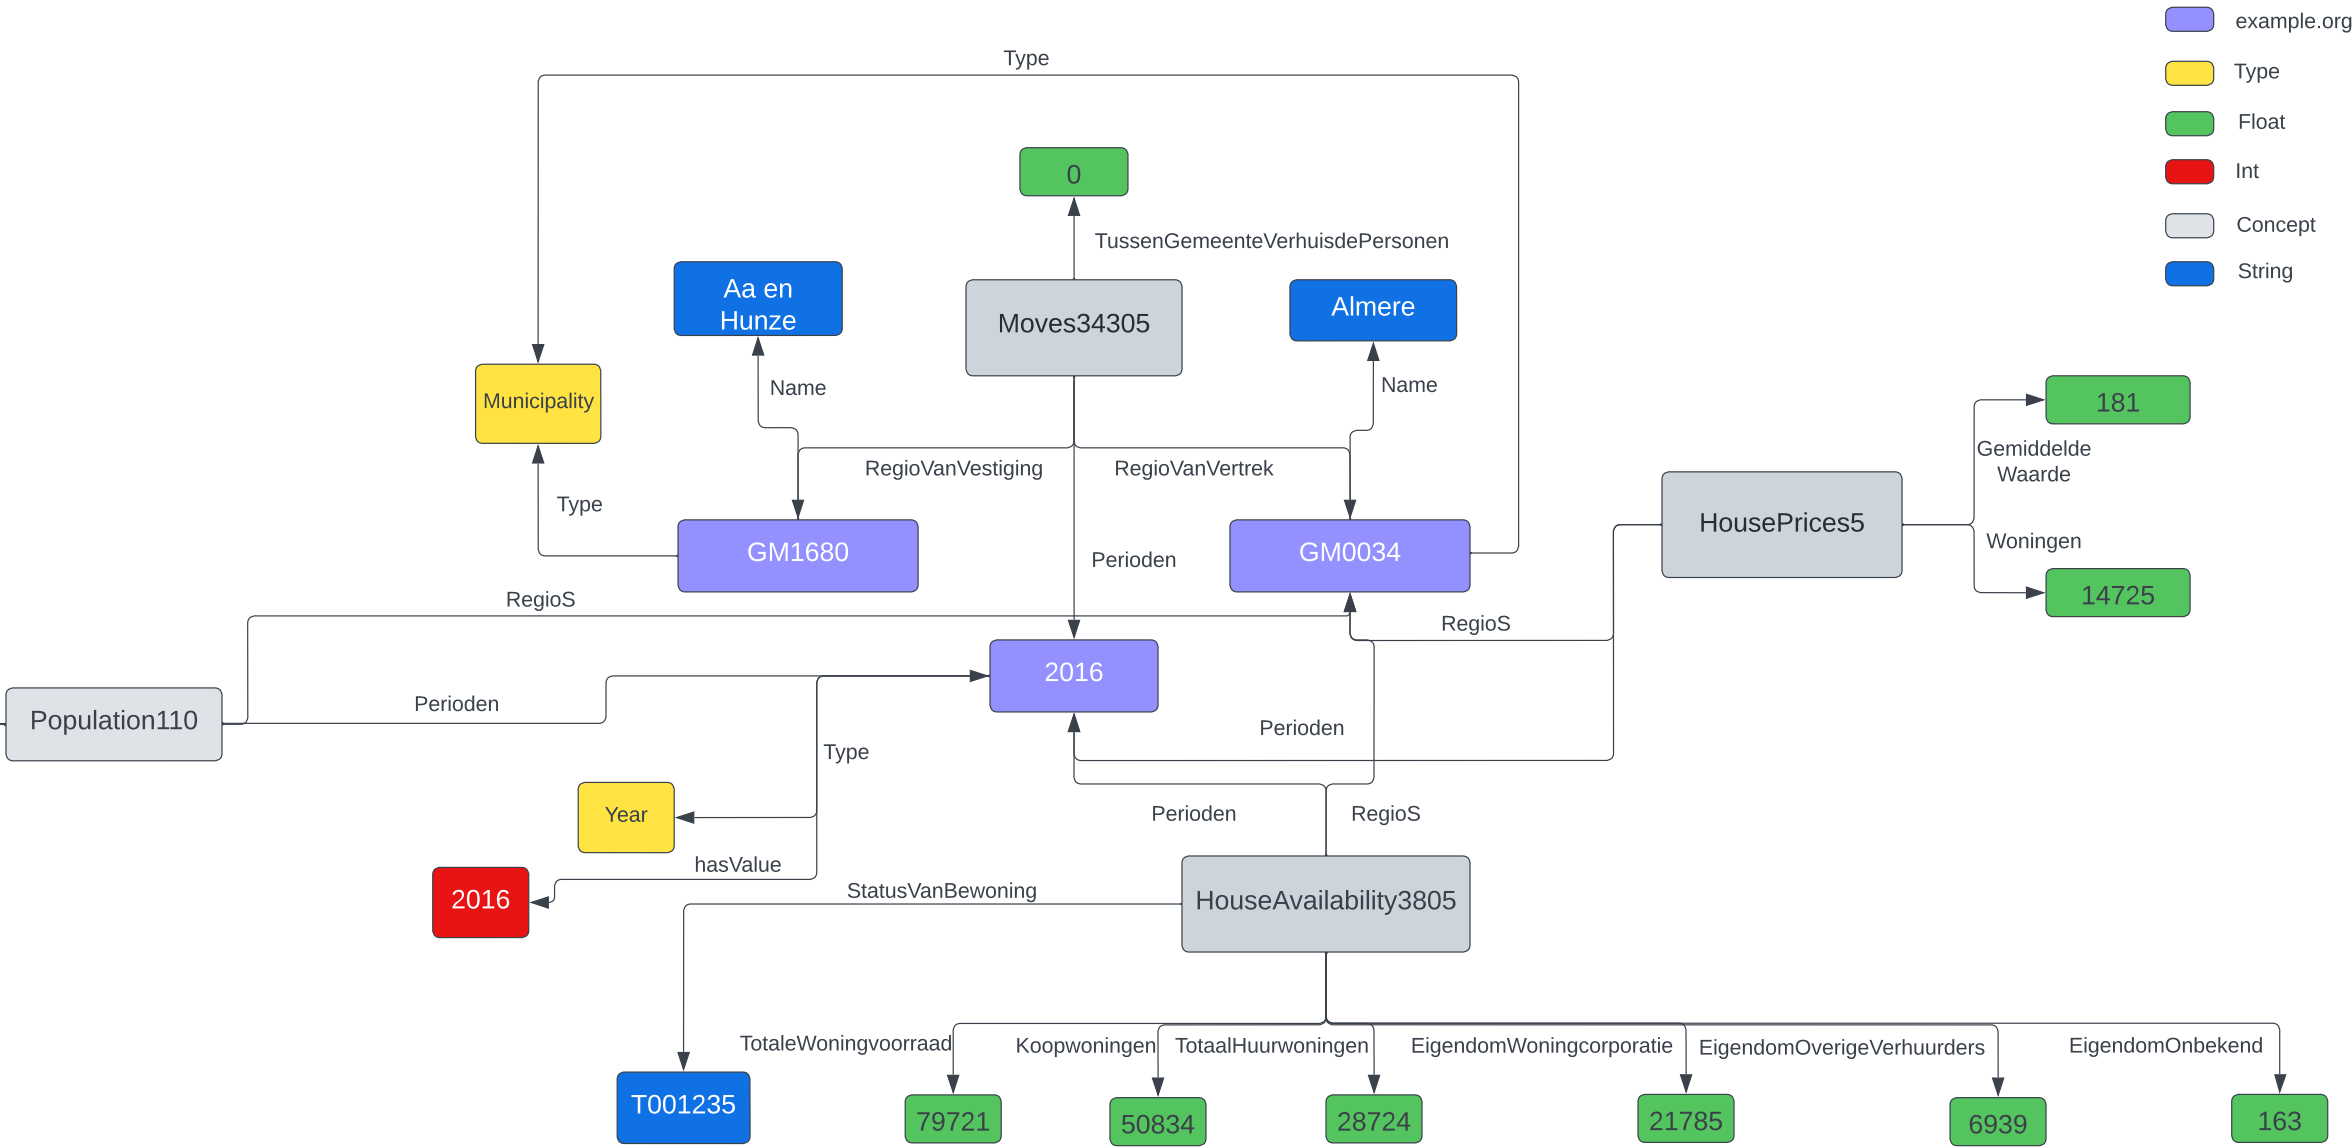 example.org
Type
Type
Float
0
Int
TussenGemeenteVerhuisdePersonen
Concept
String
Aa en
Hunze
Moves34305
Almere
Municipality
Name
Name
181
Gemiddelde
Waarde
RegioVanVestiging
RegioVanVertrek
Type
HousePrices5
GM1680
GM0034
Perioden
Woningen
14725
RegioS
RegioS
2016
Population110
Perioden
Perioden
Type
Year
Perioden
RegioS
hasValue
2016
StatusVanBewoning
HouseAvailability3805
TotaleWoningvoorraad
Koopwoningen
TotaalHuurwoningen
EigendomWoningcorporatie
EigendomOverigeVerhuurders
EigendomOnbekend
T001235
79721
50834
28724
21785
6939
163